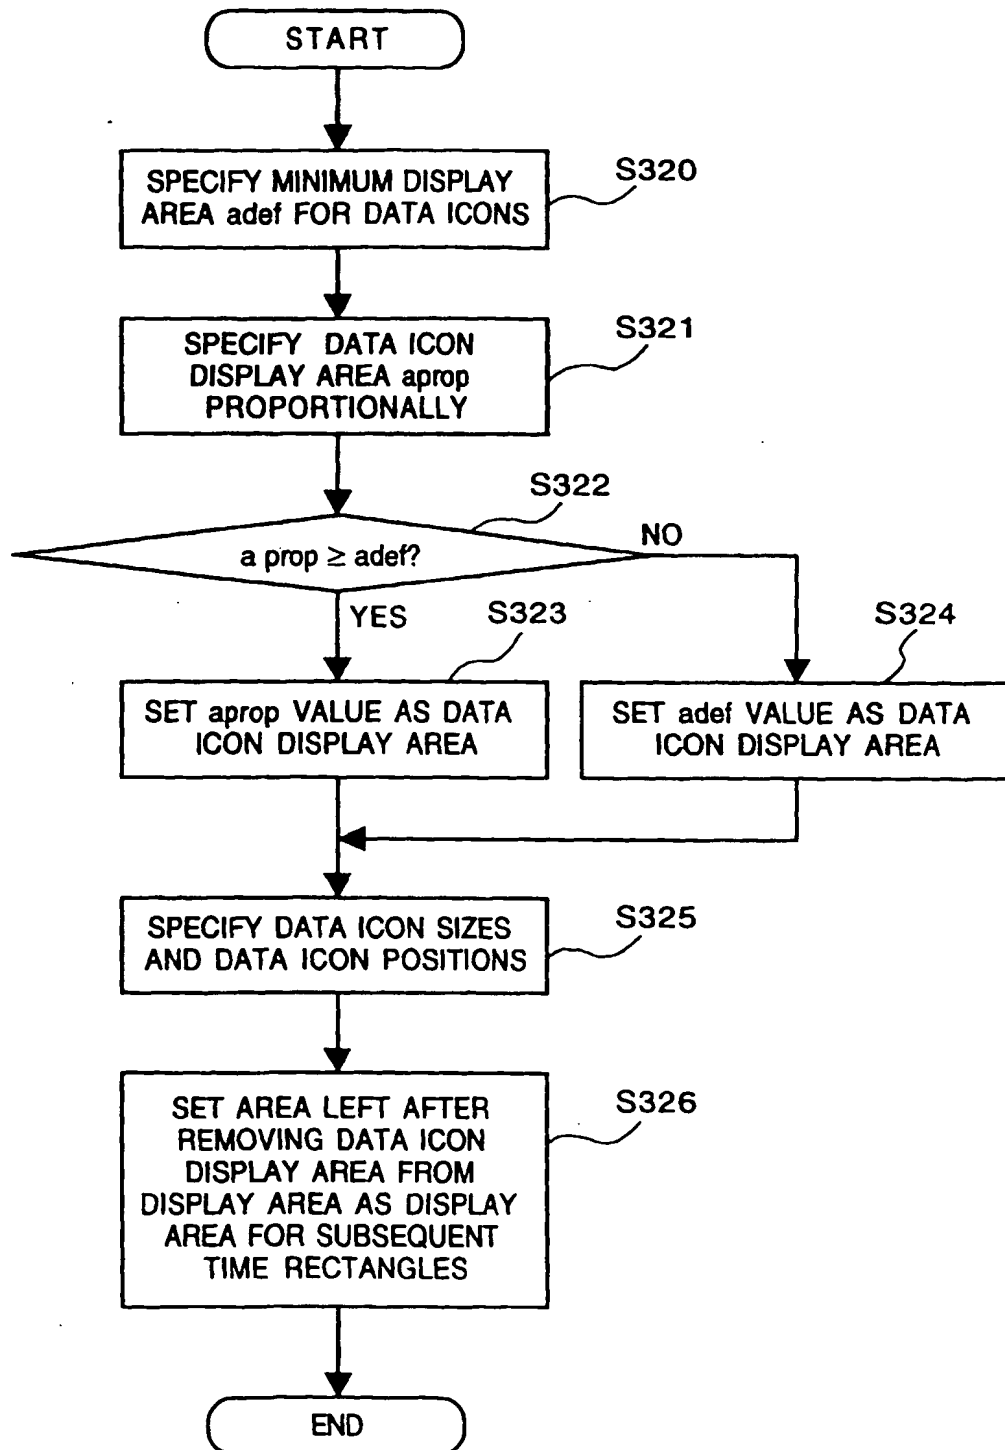 START
S320
SPECIFY MINIMUM DISPLAY
AREA adef FOR DATA ICONS
S321
SPECIFY DATA ICON
DISPLAY AREA aprop
PROPORTIONALLY
S322
a prop ≥ adef?
NO
YES
S323
S324
SET aprop VALUE AS DATA
ICON DISPLAY AREA
SET adef VALUE AS DATA
ICON DISPLAY AREA
S325
SPECIFY DATA ICON SIZES
AND DATA ICON POSITIONS
S326
SET AREA LEFT AFTER
REMOVING DATA ICON
DISPLAY AREA FROM
DISPLAY AREA AS DISPLAY
AREA FOR SUBSEQUENT
TIME RECTANGLES
END